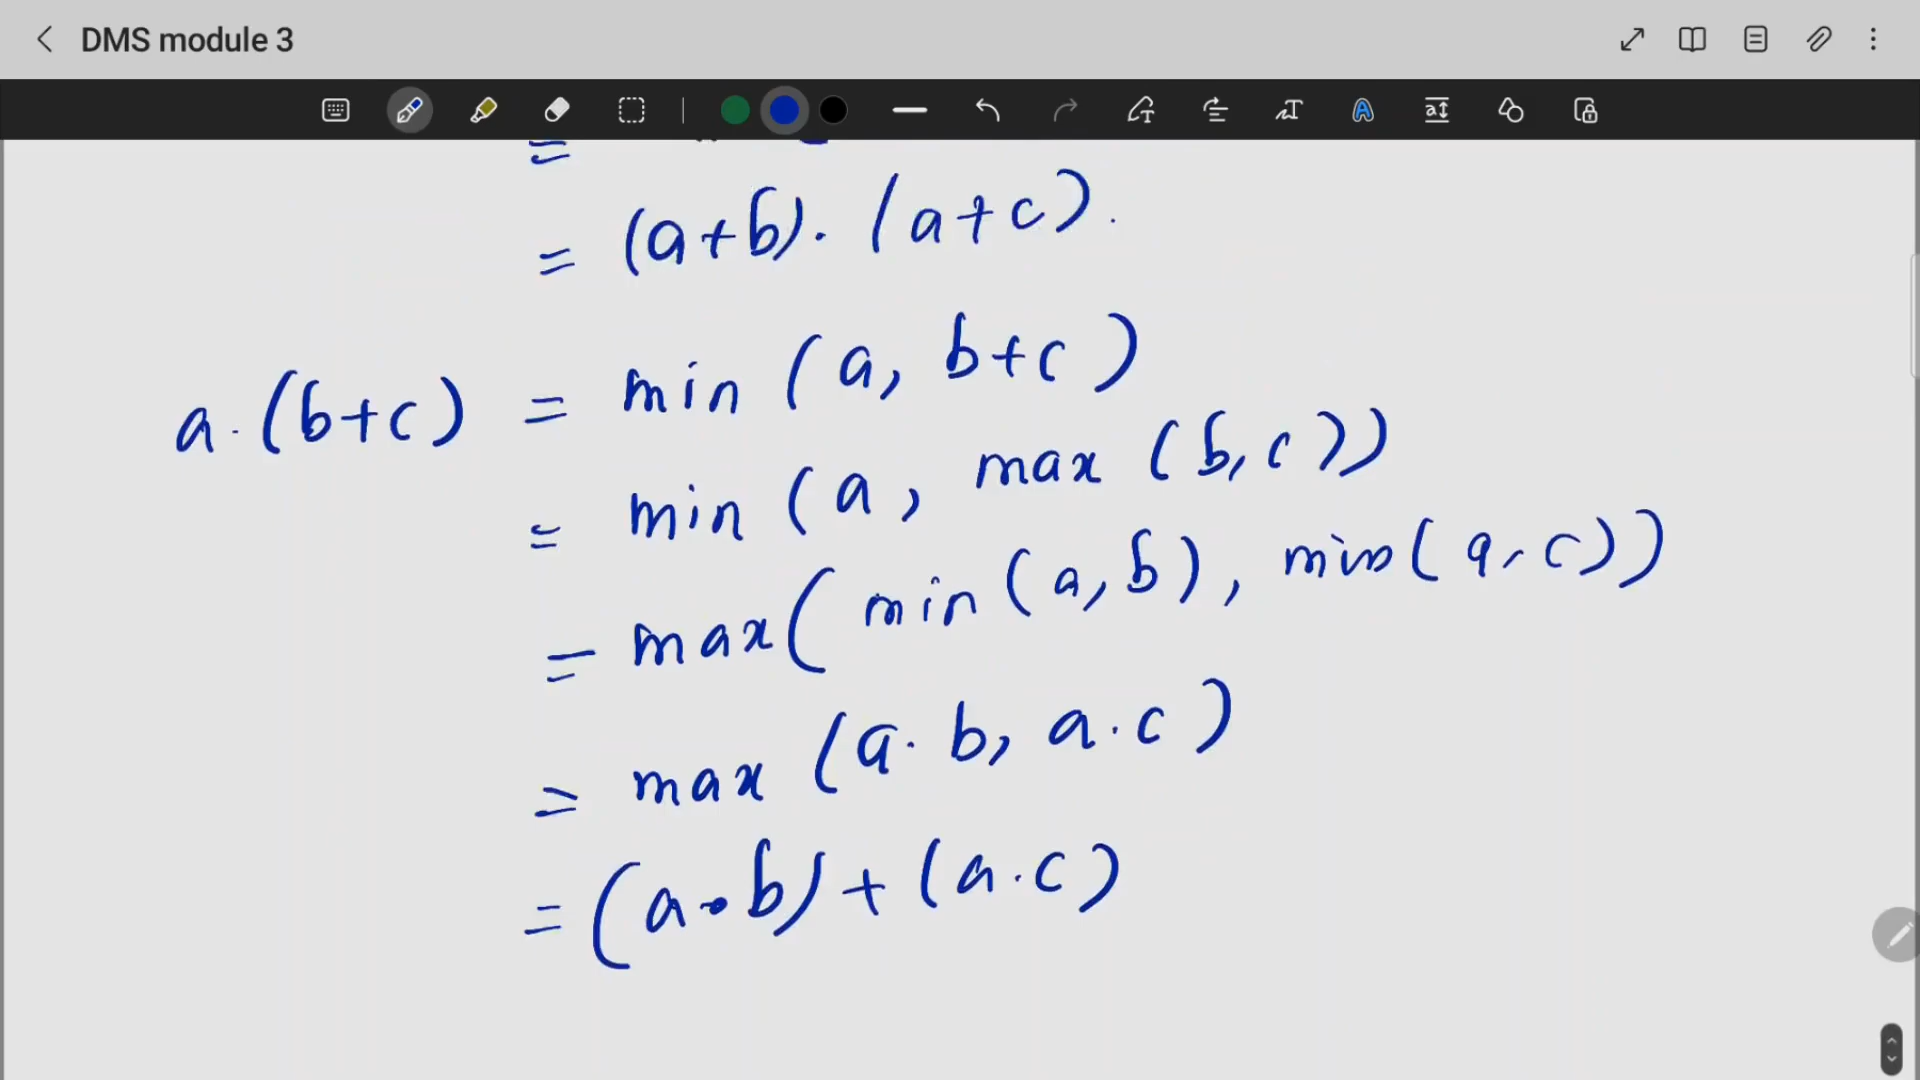 DMS module 3
=
= (a+b). (a+c).
a.(b+c) = min (a, b+c)
= min (a, max (b,c))
= max( min (a,b), min( a,c))
= max (a.b, a.c)
= (a.b)+(a.c)